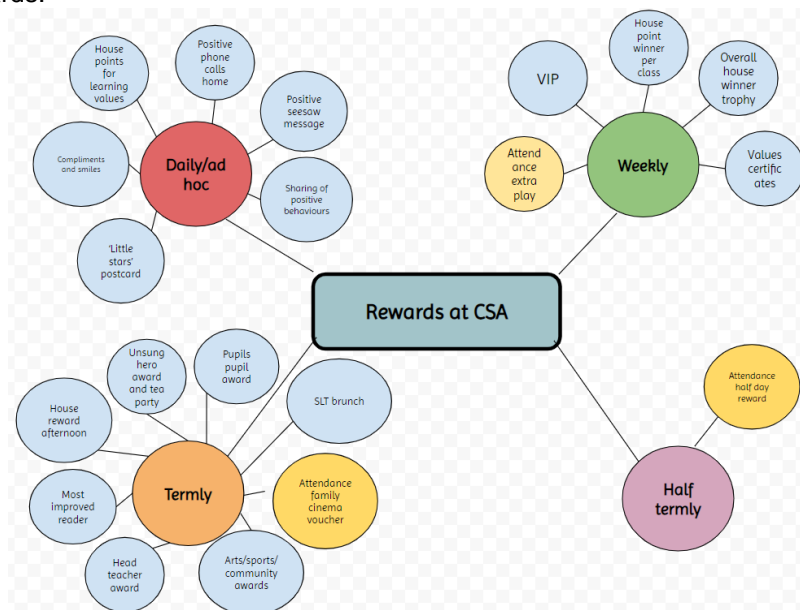 House
points
for
learning
values
Positive
phone
calls
home
Positive
seesaw
message
Compliments
and smiles
Daily/ad
hoc
Sharing of
positive
behaviours
'Little
stars'
postcard
VIP
House
point
winner
per
class
Overall
house
winner
trophy
Attend
ance
extra
play
Weekly
Values
certific
ates
Rewards at CSA
Unsung
hero
award
and tea
party
Pupils
pupil
award
House
reward
afternoon
SLT brunch
Most
improved
reader
Termly
Attendance
family
cinema
voucher
Head
teacher
award
Arts/sports/
community
awards
Attendance
half day
reward
Half
termly